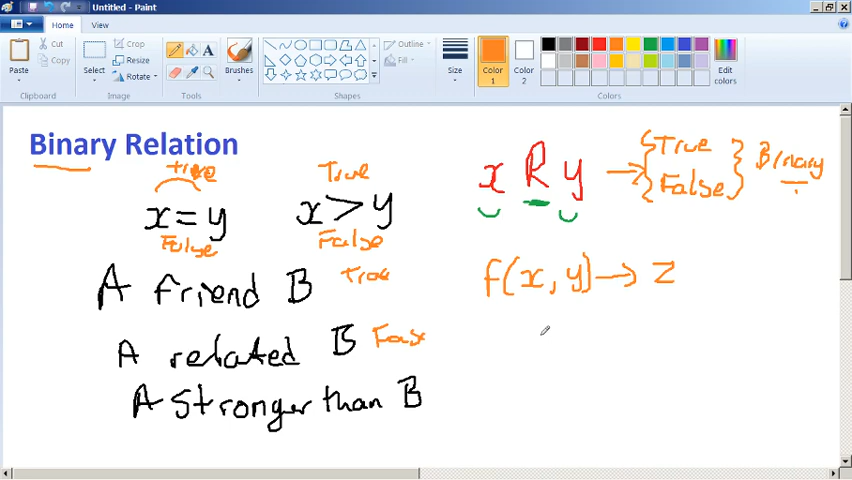 Untitled - Paint
Home View
Cut
Copy
Paste
Clipboard
Crop
Resize
Rotate
Select
Image
Tools
Brushes
Shapes
Outline
Fill
Size
Color 1
Color 2
Edit colors
Colors
Binary Relation
True
x = y
False
True
x > y
False
A friend B True
A related B
A Stronger than B
x R y → { True False } Binary
f(x, y) → Z